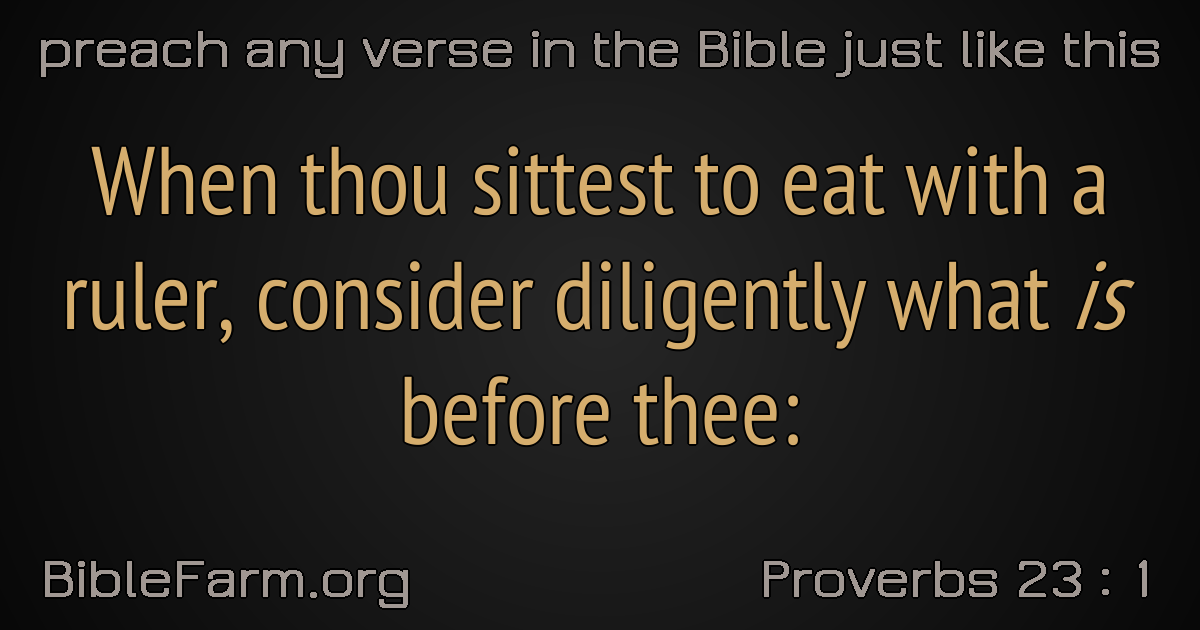 preach any verse in the Bible just like this
When thou sittest to eat with a
ruler, consider diligently what is
before thee:
BibleFarm.org
Proverbs 23 : 1